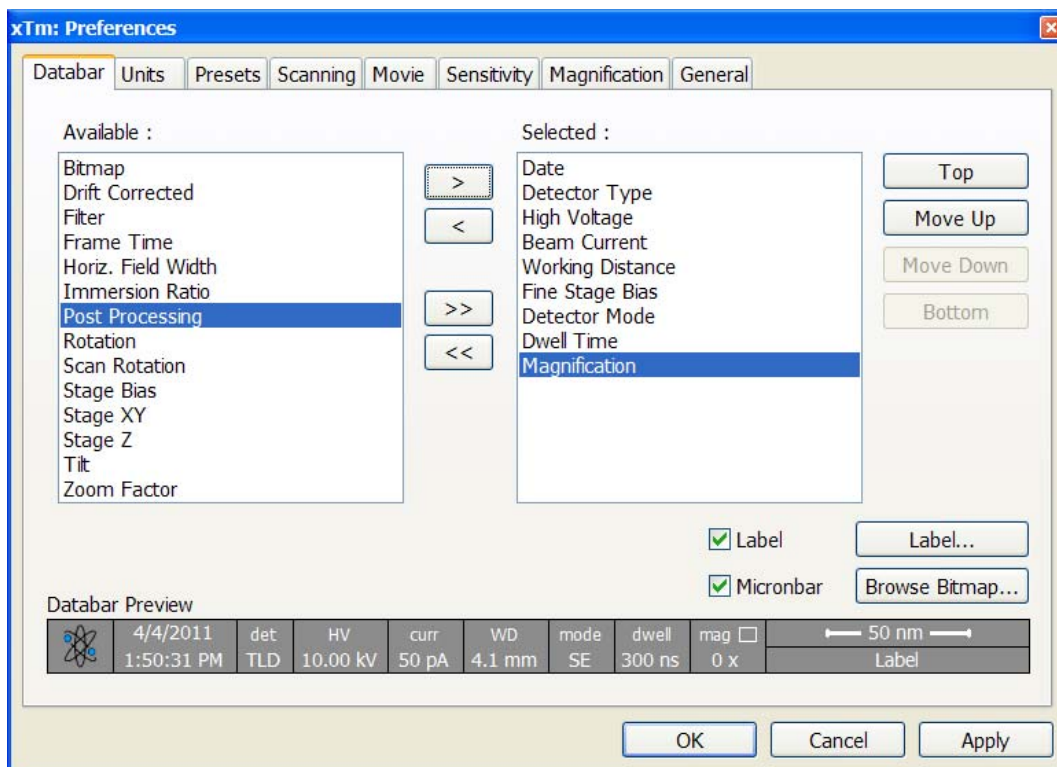 xTm: Preferences
Databar Units Presets Scanning Movie Sensitivity Magnification General
Available :
Bitmap
Drift Corrected
Filter
Frame Time
Horiz. Field Width
Immersion Ratio
Post Processing
Rotation
Scan Rotation
Stage Bias
Stage XY
Stage Z
Tilt
Zoom Factor
>
<
>>
<<
Selected :
Date
Detector Type
High Voltage
Beam Current
Working Distance
Fine Stage Bias
Detector Mode
Dwell Time
Magnification
Top
Move Up
Move Down
Bottom
Label Label...
Micronbar Browse Bitmap...
Databar Preview
4/4/2011 det HV curr WD mode dwell mag 50 nm
1:50:31 PM TLD 10.00 kV 50 pA 4.1 mm SE 300 ns 0 x Label
OK Cancel Apply